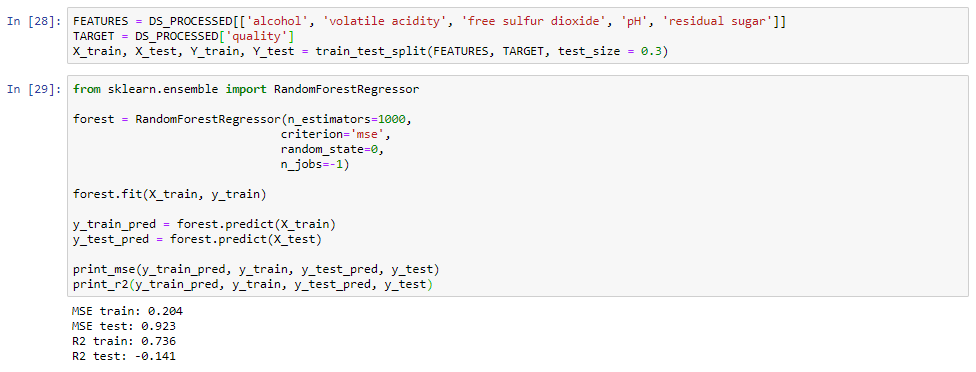 In [28]: FEATURES = DS_PROCESSED[['alcohol', 'volatile acidity', 'free sulfur dioxide', 'pH', 'residual sugar']]
TARGET = DS_PROCESSED['quality']
X_train, X_test, Y_train, Y_test = train_test_split(FEATURES, TARGET, test_size = 0.3)
In [29]: from sklearn.ensemble import RandomForestRegressor
forest = RandomForestRegressor(n_estimators=1000,
criterion='mse',
random_state=0,
n_jobs=-1)
forest.fit(X_train, y_train)
y_train_pred = forest.predict(X_train)
y_test_pred = forest.predict(X_test)
print_mse(y_train_pred, y_train, y_test_pred, y_test)
print_r2(y_train_pred, y_train, y_test_pred, y_test)
MSE train: 0.204
MSE test: 0.923
R2 train: 0.736
R2 test: -0.141